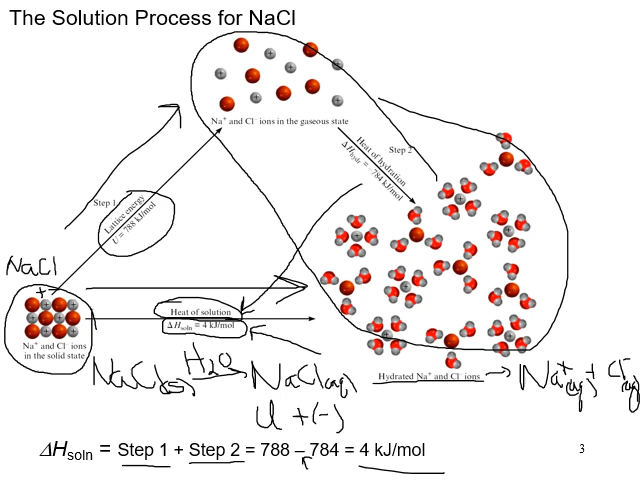 The Solution Process for NaCl
Na⁺ and Cl⁻ ions in the gaseous state
Step 2
Heat of hydration
ΔHhydr = –784 kJ/mol
Step 1
Lattice energy
U = 788 kJ/mol
NaCl
Heat of solution
ΔHsoln = 4 kJ/mol
Na⁺ and Cl⁻ ions
in the solid state
Hydrated Na⁺ and Cl⁻ ions
NaCl(s) H₂O → NaCl(aq) → Na⁺(aq) + Cl⁻(aq)
U + (-)
ΔHsoln = Step 1 + Step 2 = 788 – 784 = 4 kJ/mol
3